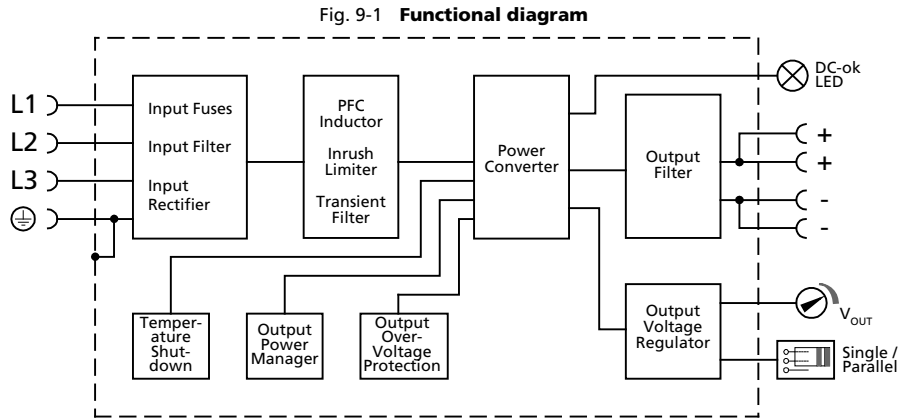 Fig. 9-1 Functional diagram
L1
L2
L3
Input Fuses
Input Filter
Input
Rectifier
PFC
Inductor
Inrush
Limiter
Transient
Filter
Power
Converter
Output
Filter
DC-ok
LED
+
+
-
-
Temper-
ature
Shut-
down
Output
Power
Manager
Output
Over-
Voltage
Protection
Output
Voltage
Regulator
VOUT
Single /
Parallel